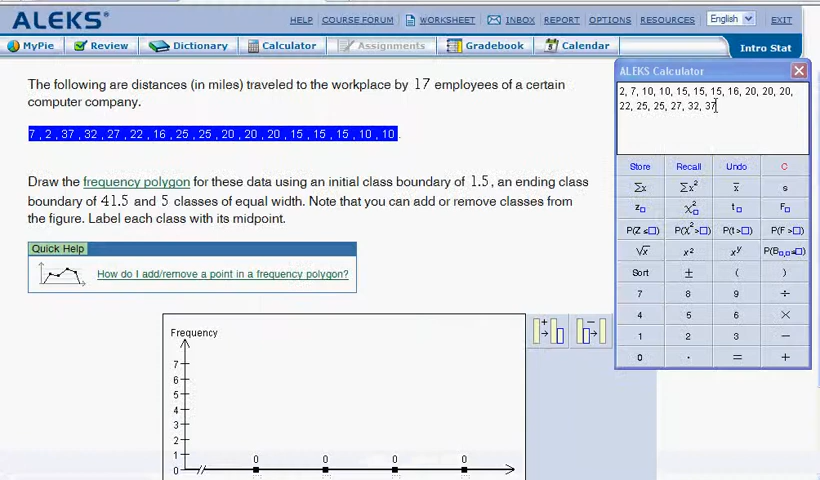 ALEKS®
HELP COURSE FORUM WORKSHEET INBOX REPORT OPTIONS RESOURCES English EXIT
MyPie Review Dictionary Calculator Assignments Gradebook Calendar Intro Stat
The following are distances (in miles) traveled to the workplace by 17 employees of a certain
computer company.
7 , 2 , 37 , 32 , 27 , 22 , 16 , 25 , 25 , 20 , 20 , 20 , 15 , 15 , 15 , 10 , 10 .
Draw the frequency polygon for these data using an initial class boundary of 1.5, an ending class
boundary of 41.5 and 5 classes of equal width. Note that you can add or remove classes from
the figure. Label each class with its midpoint.
Quick Help
How do I add/remove a point in a frequency polygon?
Frequency
7
6
5
4
3
2
1
0
0 0 0 0
+ −
ALEKS Calculator
2, 7, 10, 10, 15, 15, 15, 16, 20, 20, 20,
22, 25, 25, 27, 32, 37
Store Recall Undo C
Σx Σx² x̄ s
z□ χ²□ t□ F□
P(Z ≤□) P(χ²>□) P(t>□) P(F >□)
√x x² xʸ P(B□,□≤□)
Sort ± ( )
7 8 9 ÷
4 5 6 ×
1 2 3 −
0 . = +